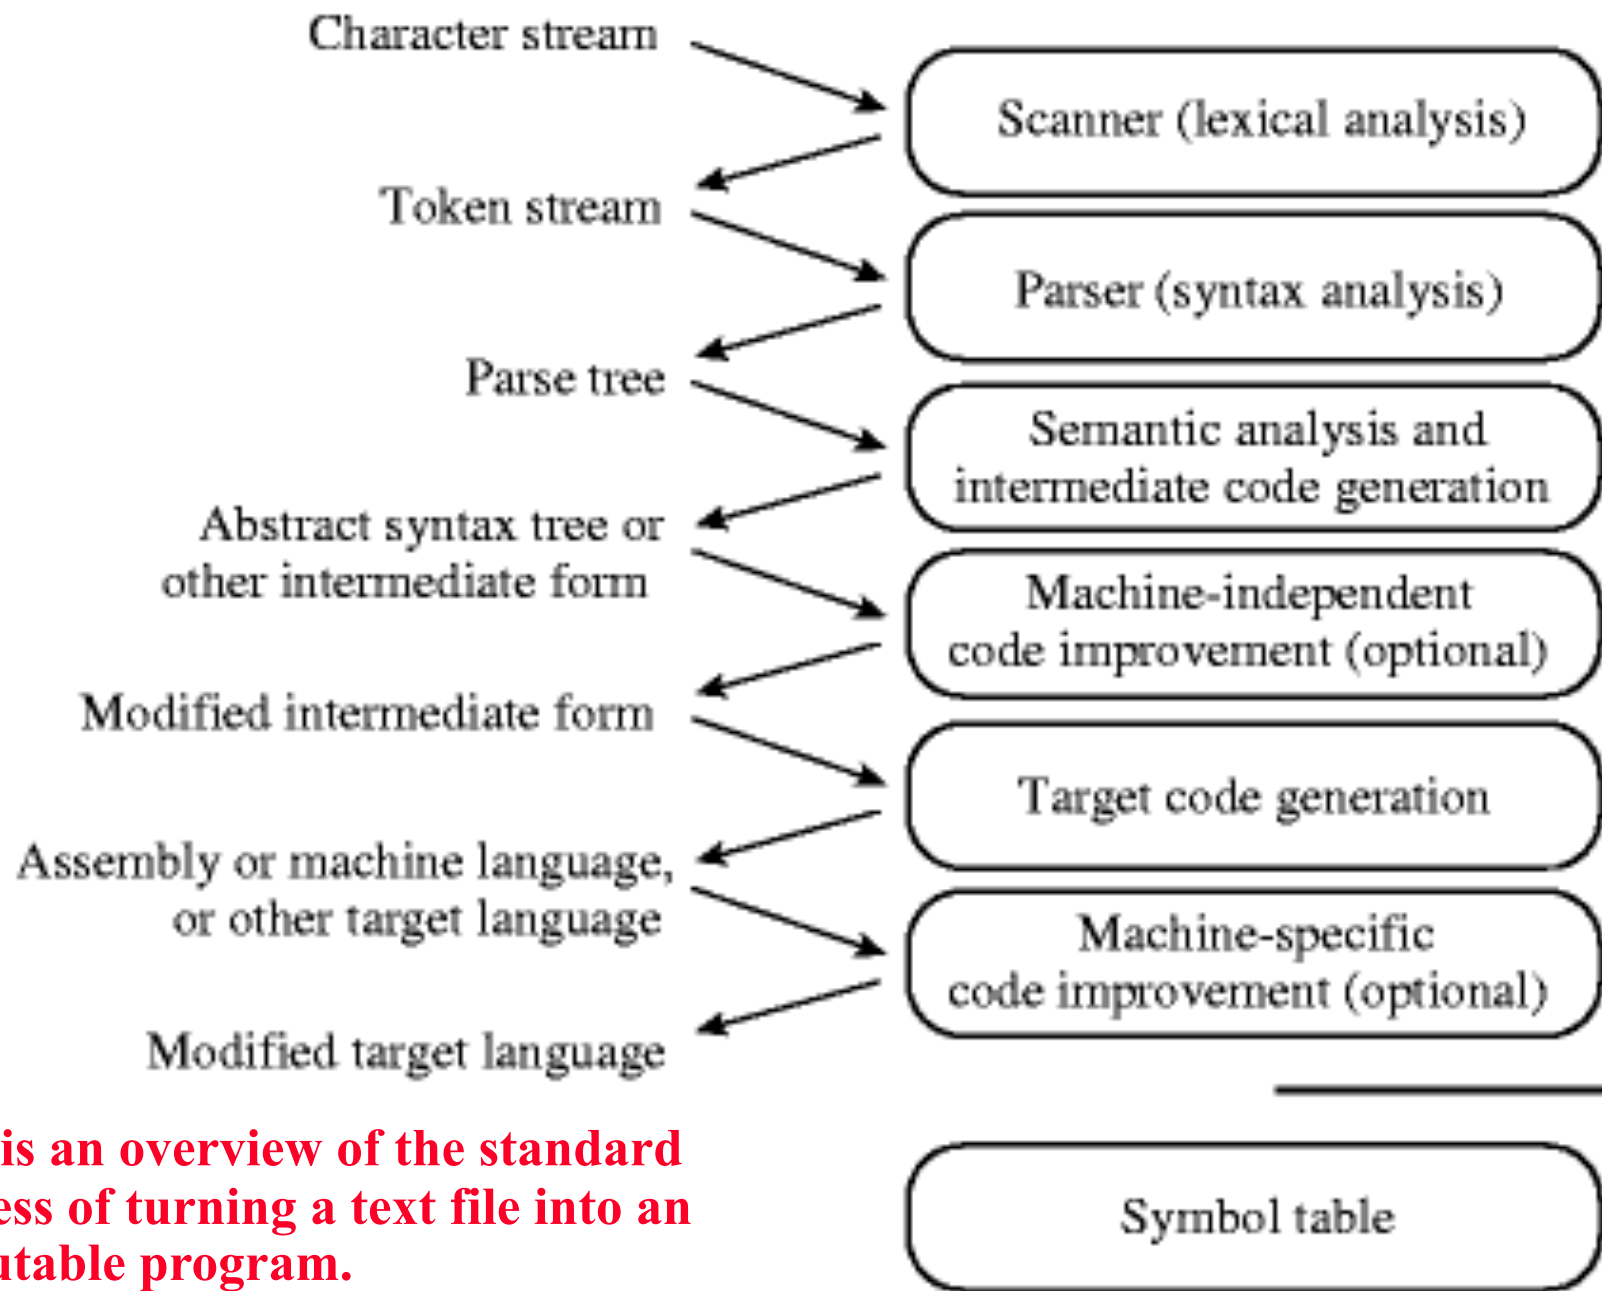 Character stream
Scanner (lexical analysis)
Token stream
Parser (syntax analysis)
Parse tree
Semantic analysis and
intermediate code generation
Abstract syntax tree or
other intermediate form
Machine-independent
code improvement (optional)
Modified intermediate form
Target code generation
Assembly or machine language,
or other target language
Machine-specific
code improvement (optional)
Modified target language
is an overview of the standard
ess of turning a text file into an
utable program.
Symbol table